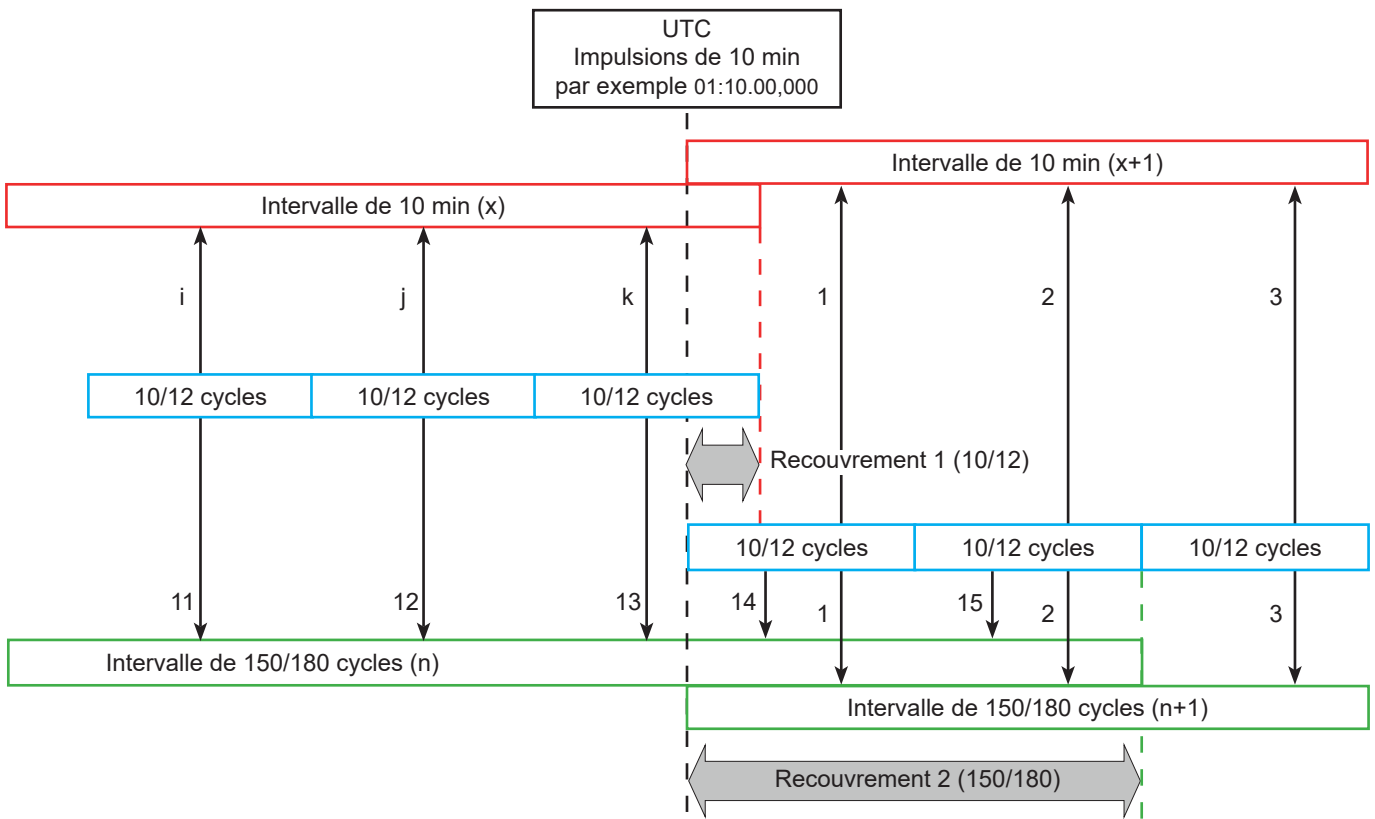 UTC
Impulsions de 10 min
par exemple 01:10.00,000
Intervalle de 10 min (x+1)
Intervalle de 10 min (x)
i j k 1 2 3
10/12 cycles 10/12 cycles 10/12 cycles
Recouvrement 1 (10/12)
10/12 cycles 10/12 cycles 10/12 cycles
11 12 13 14 1 15 2 3
Intervalle de 150/180 cycles (n)
Intervalle de 150/180 cycles (n+1)
Recouvrement 2 (150/180)